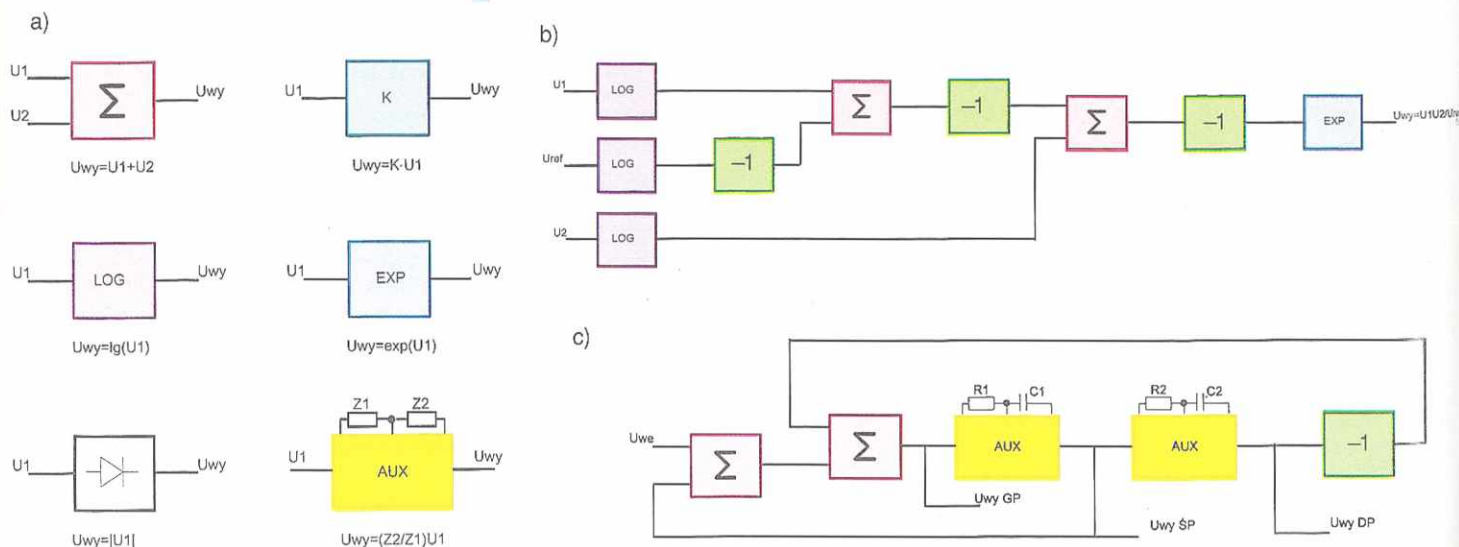 a)
U1
U2
Σ
Uwy
Uwy=U1+U2
U1
K
Uwy
Uwy=K·U1
U1
LOG
Uwy
Uwy=lg(U1)
U1
EXP
Uwy
Uwy=exp(U1)
U1
Uwy
Uwy=|U1[
Z1
Z2
U1
AUX
Uwy
Uwy=(Z2/Z1)U1
b)
U1
LOG
Σ
−1
Σ
−1
EXP
Uwy=U1U2/
Uref
LOG
−1
U2
LOG
c)
R1
C1
R2
C2
Uwe
Σ
Σ
AUX
AUX
−1
Uwy GP
Uwy ŚP
Uwy DP